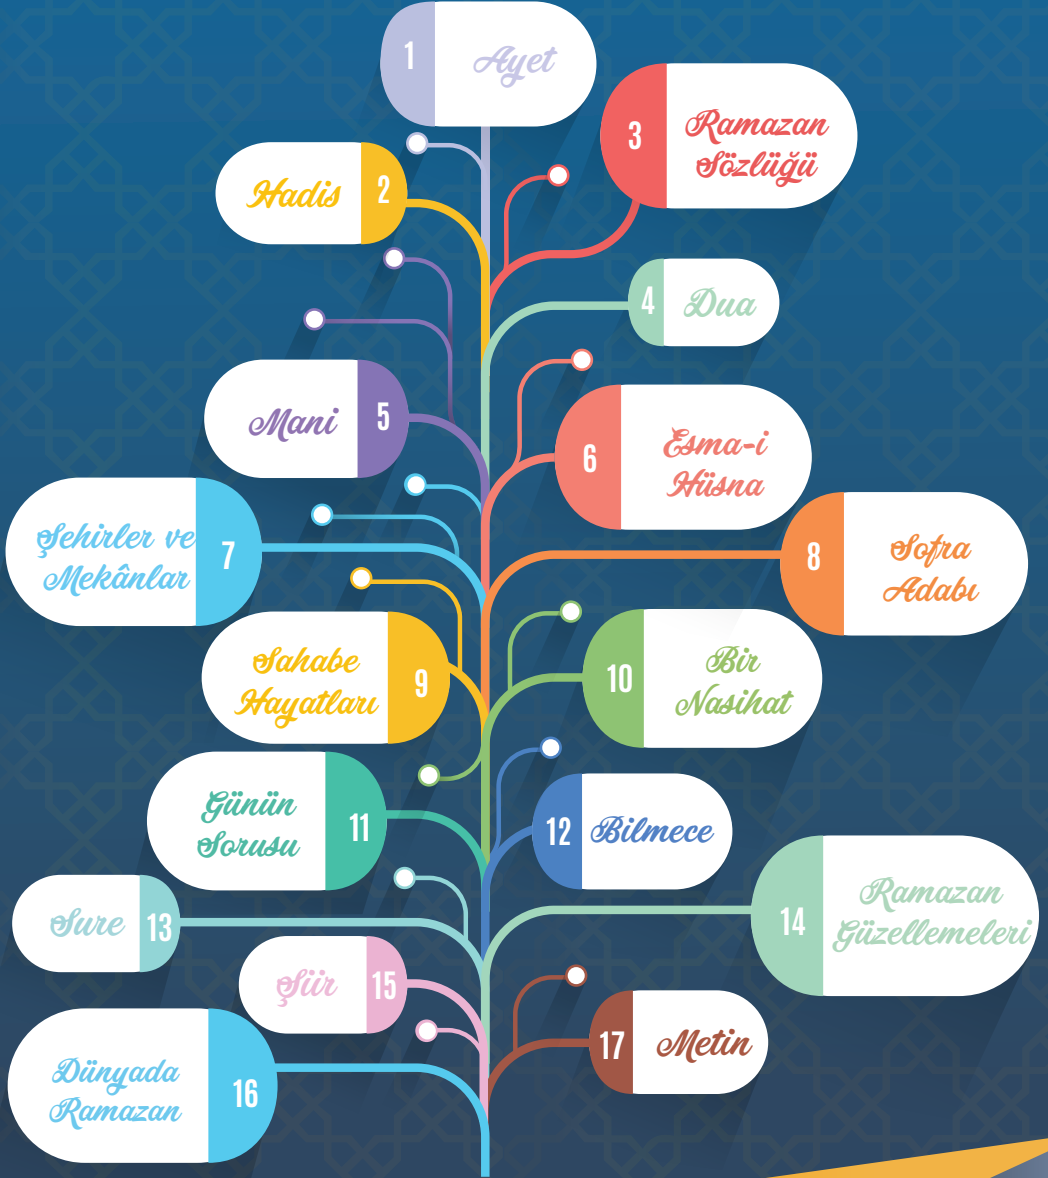 1
Ayet
2
Hadis
3
Ramazan
Sözlüğü
4
Dua
5
Mani
6
Esma-i
Hüsna
7
Şehirler ve
Mekânlar
8
Sofra
Adabı
9
Sahabe
Hayatları
10
Bir
Nasihat
11
Günün
Sorusu
12
Bilmece
13
Sure
14
Ramazan
Güzellemeleri
15
Şiir
16
Dünyada
Ramazan
17
Metin